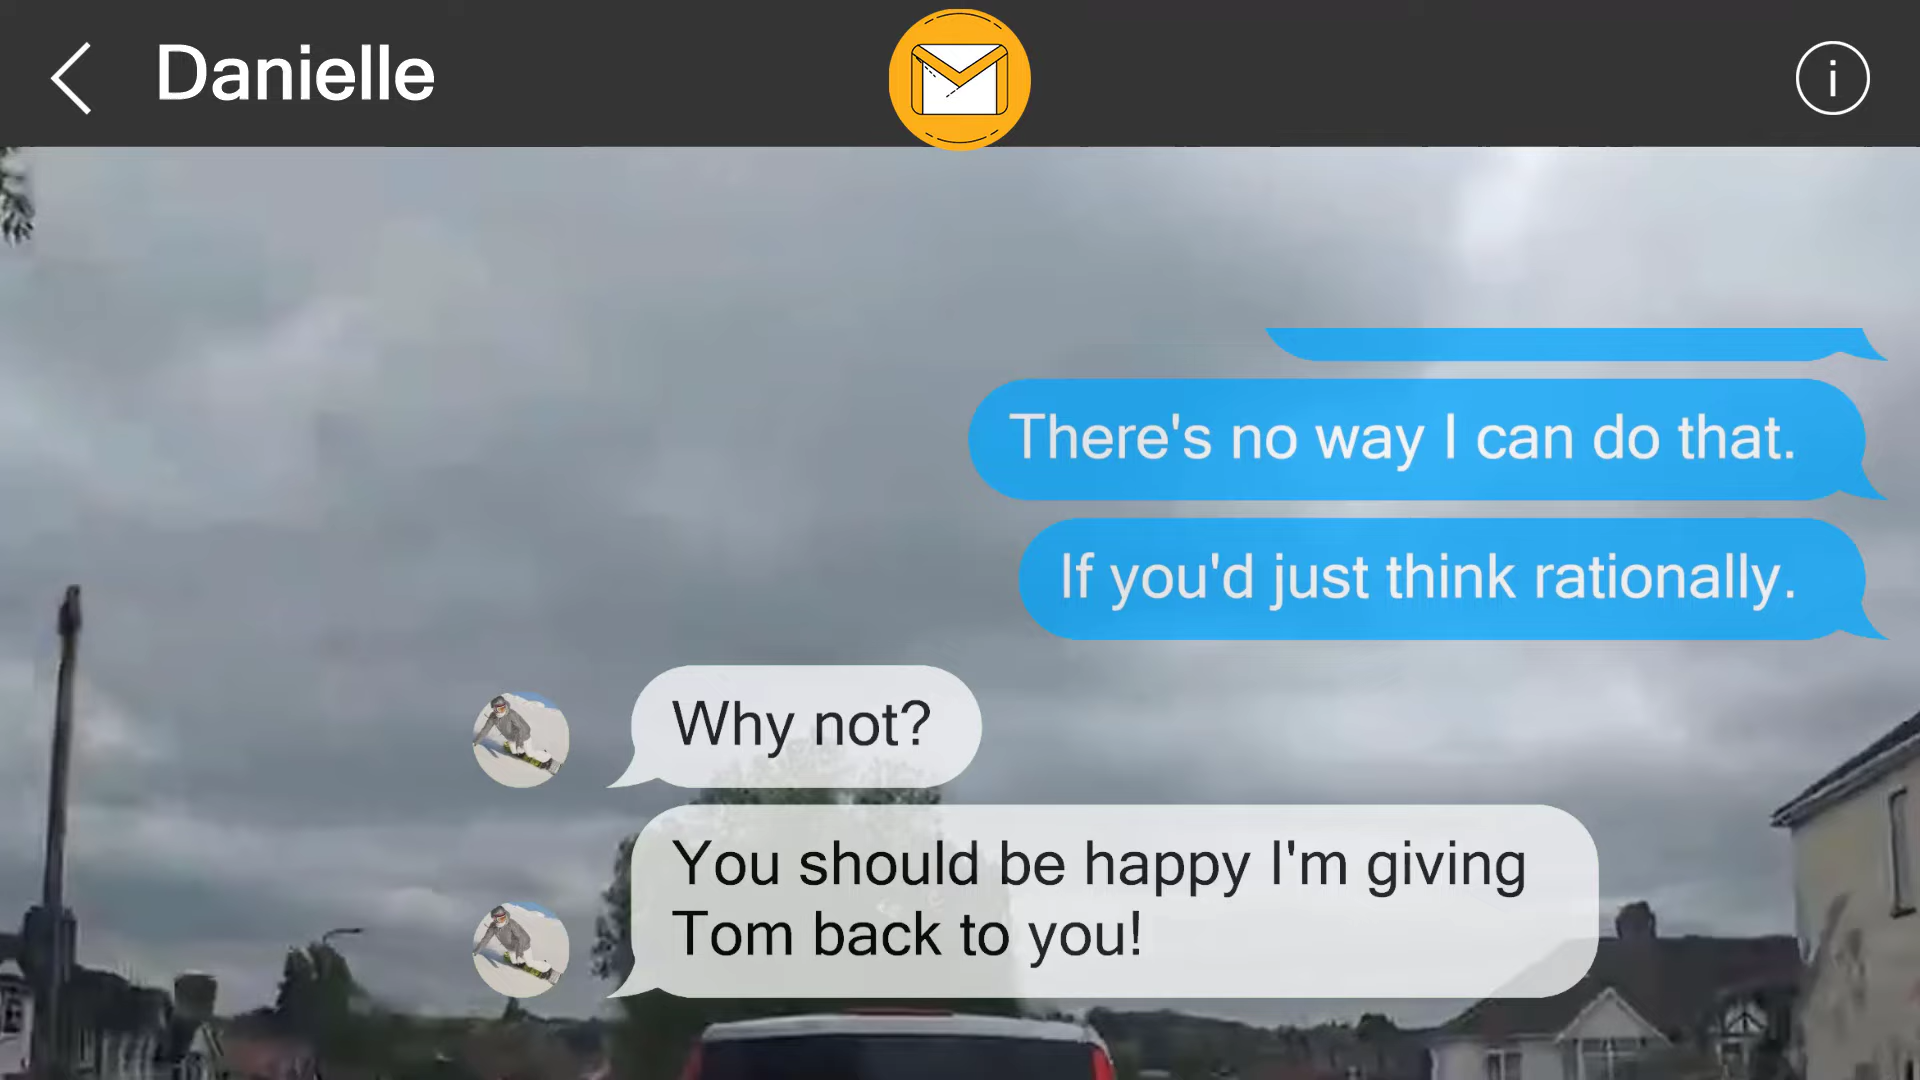 Danielle
There's no way I can do that.
If you'd just think rationally.
Why not?
You should be happy I'm giving
Tom back to you!